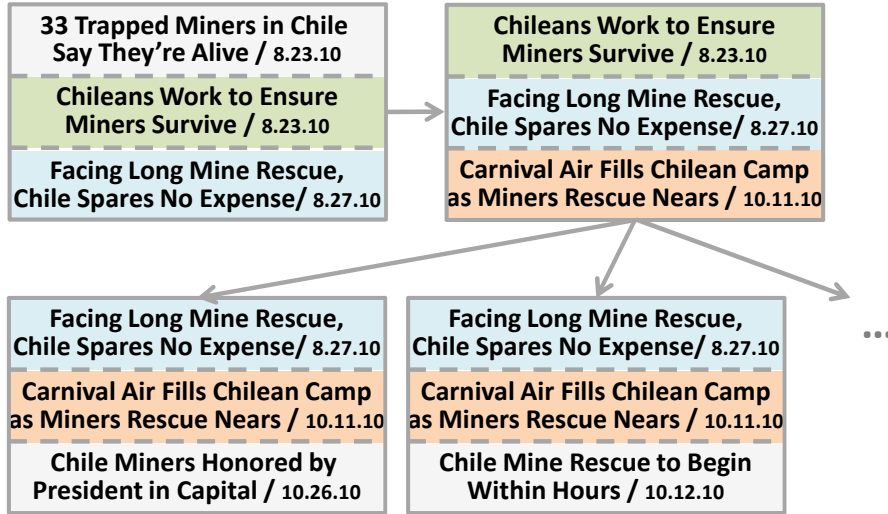 33 Trapped Miners in Chile
Say They're Alive / 8.23.10
Chileans Work to Ensure
Miners Survive / 8.23.10
Facing Long Mine Rescue,
Chile Spares No Expense/ 8.27.10
Chileans Work to Ensure
Miners Survive / 8.23.10
Facing Long Mine Rescue,
Chile Spares No Expense/ 8.27.10
Carnival Air Fills Chilean Camp
as Miners Rescue Nears / 10.11.10
Facing Long Mine Rescue,
Chile Spares No Expense/ 8.27.10
Carnival Air Fills Chilean Camp
as Miners Rescue Nears / 10.11.10
Chile Miners Honored by
President in Capital / 10.26.10
Facing Long Mine Rescue,
Chile Spares No Expense/ 8.27.10
Carnival Air Fills Chilean Camp
as Miners Rescue Nears / 10.11.10
Chile Mine Rescue to Begin
Within Hours / 10.12.10
...